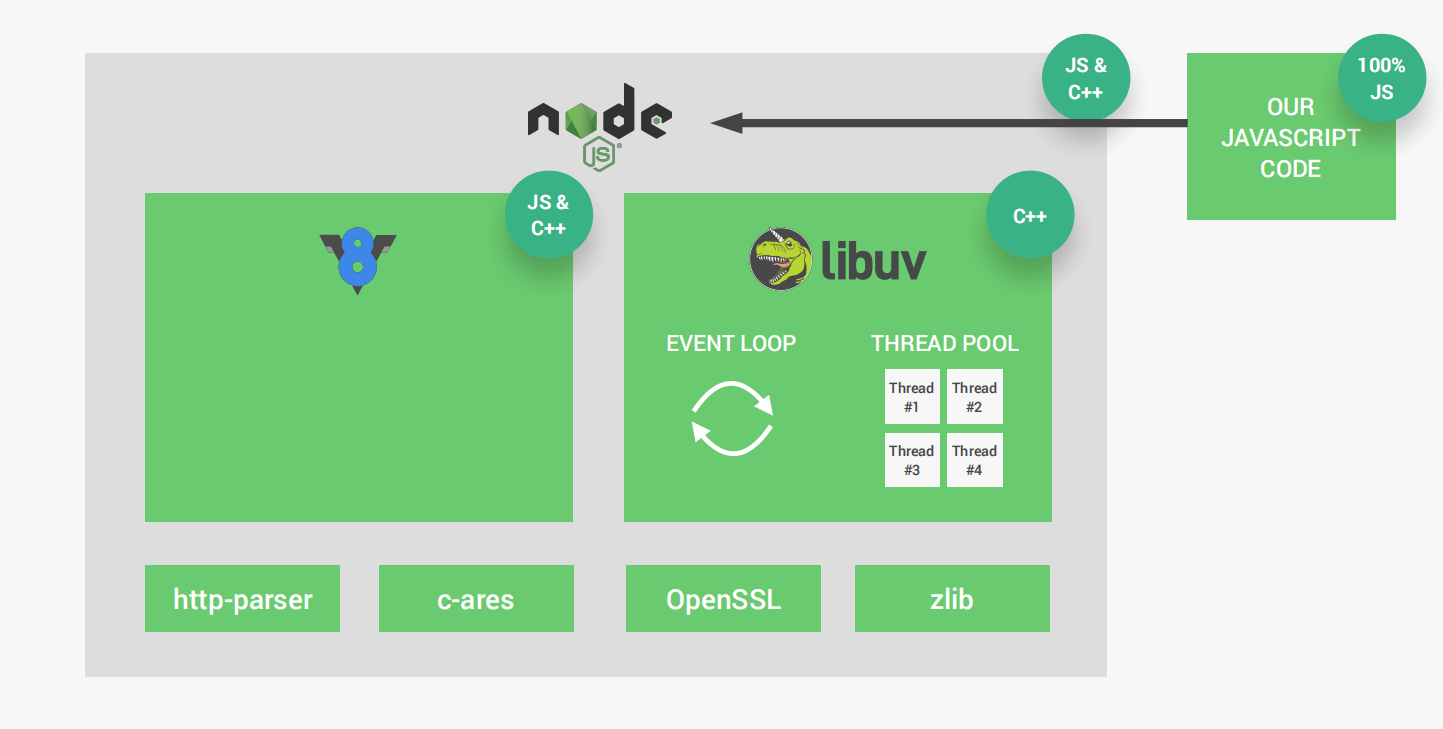 JS &
C++
100%
JS
OUR
JAVASCRIPT
CODE
node
JS®
JS &
C++
C++
V8
libuv
EVENT LOOP
THREAD POOL
Thread
#1
Thread
#2
Thread
#3
Thread
#4
http-parser
c-ares
OpenSSL
zlib